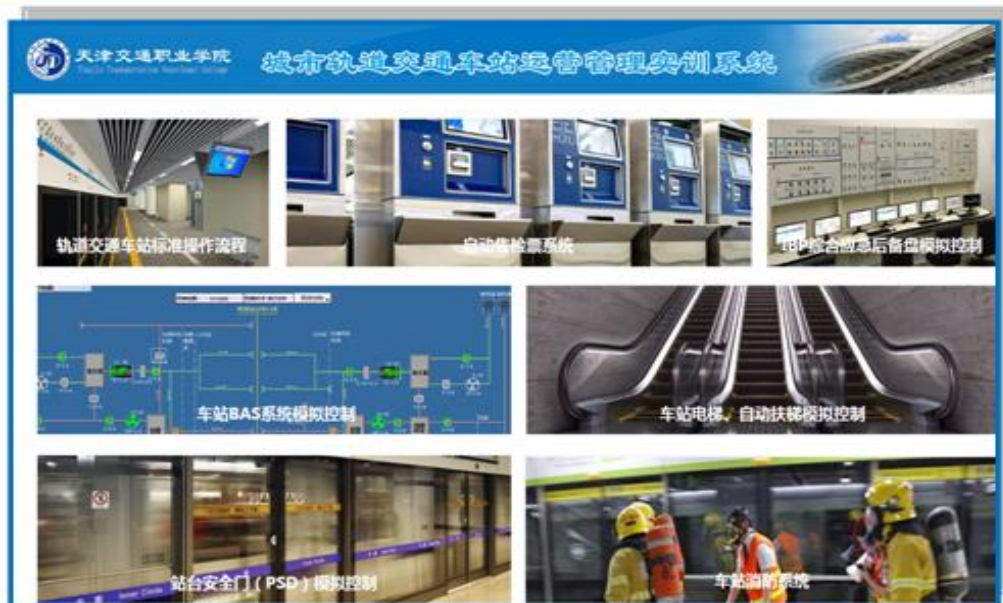 天津交通职业学院
城市轨道交通车站运营管理实训系统
轨道交通车站标准操作流程
自动售检票系统
IBP综合应急后备盘模拟控制
车站BAS系统模拟控制
车站电梯、自动扶梯模拟控制
站台安全门（PSD）模拟控制
Inner Circle
车站消防系统